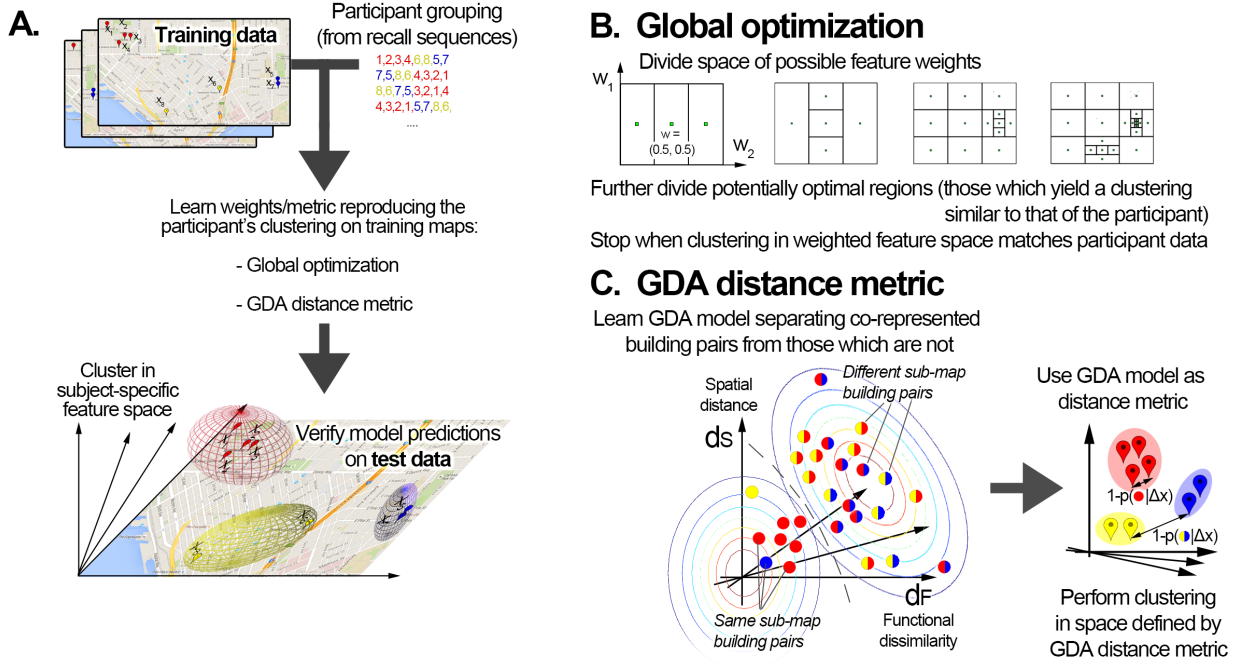 A.
Training data
X1
X2
X3
X4
X5
X6
X7
X8
Participant grouping
(from recall sequences)
1,2,3,4,6,8,5,7
7,5,8,6,4,3,2,1
8,6,7,5,3,2,1,4
4,3,2,1,5,7,8,6,
....
Learn weights/metric reproducing the
participant's clustering on training maps:
- Global optimization
- GDA distance metric
Cluster in
subject-specific
feature space
Verify model predictions
on test data
B. Global optimization
Divide space of possible feature weights
W1
w =
(0.5, 0.5)
W2
Further divide potentially optimal regions (those which yield a clustering
similar to that of the participant)
Stop when clustering in weighted feature space matches participant data
C. GDA distance metric
Learn GDA model separating co-represented
building pairs from those which are not
Spatial
distance
dS
Different sub-map
building pairs
dF
Functional
dissimilarity
Same sub-map
building pairs
Use GDA model as
distance metric
1-p(●|Δx)
1-p(◐|Δx)
Perform clustering
in space defined by
GDA distance metric